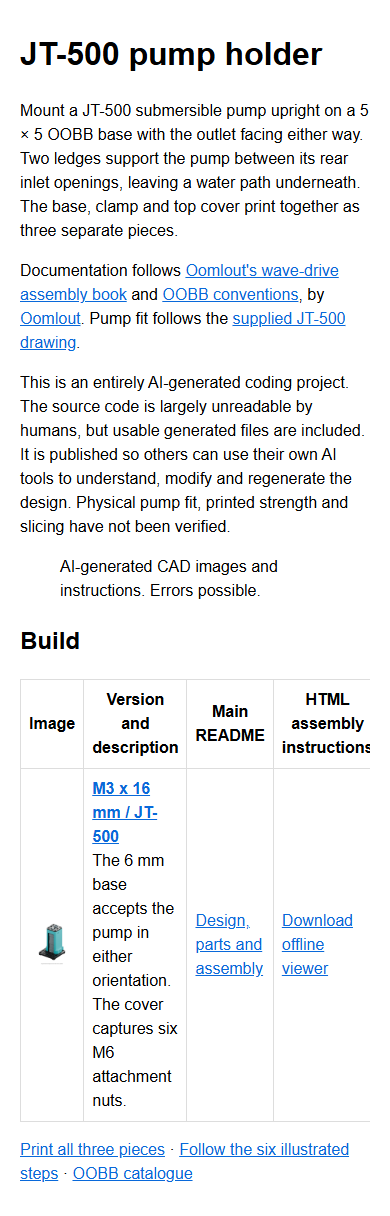 JT-500 pump holder
Mount a JT-500 submersible pump upright on a 5
× 5 OOBB base with the outlet facing either way.
Two ledges support the pump between its rear
inlet openings, leaving a water path underneath.
The base, clamp and top cover print together as
three separate pieces.
Documentation follows Oomlout's wave-drive
assembly book and OOBB conventions, by
Oomlout. Pump fit follows the supplied JT-500
drawing.
This is an entirely AI-generated coding project.
The source code is largely unreadable by
humans, but usable generated files are included.
It is published so others can use their own AI
tools to understand, modify and regenerate the
design. Physical pump fit, printed strength and
slicing have not been verified.
AI-generated CAD images and
instructions. Errors possible.
Build
Image
Version
and
description
Main
README
HTML
assembly
instructions
M3 x 16
mm / JT-
500
The 6 mm
base
accepts the
pump in
either
orientation.
The cover
captures six
M6
attachment
nuts.
Design,
parts and
assembly
Download
offline
viewer
Print all three pieces · Follow the six illustrated
steps · OOBB catalogue